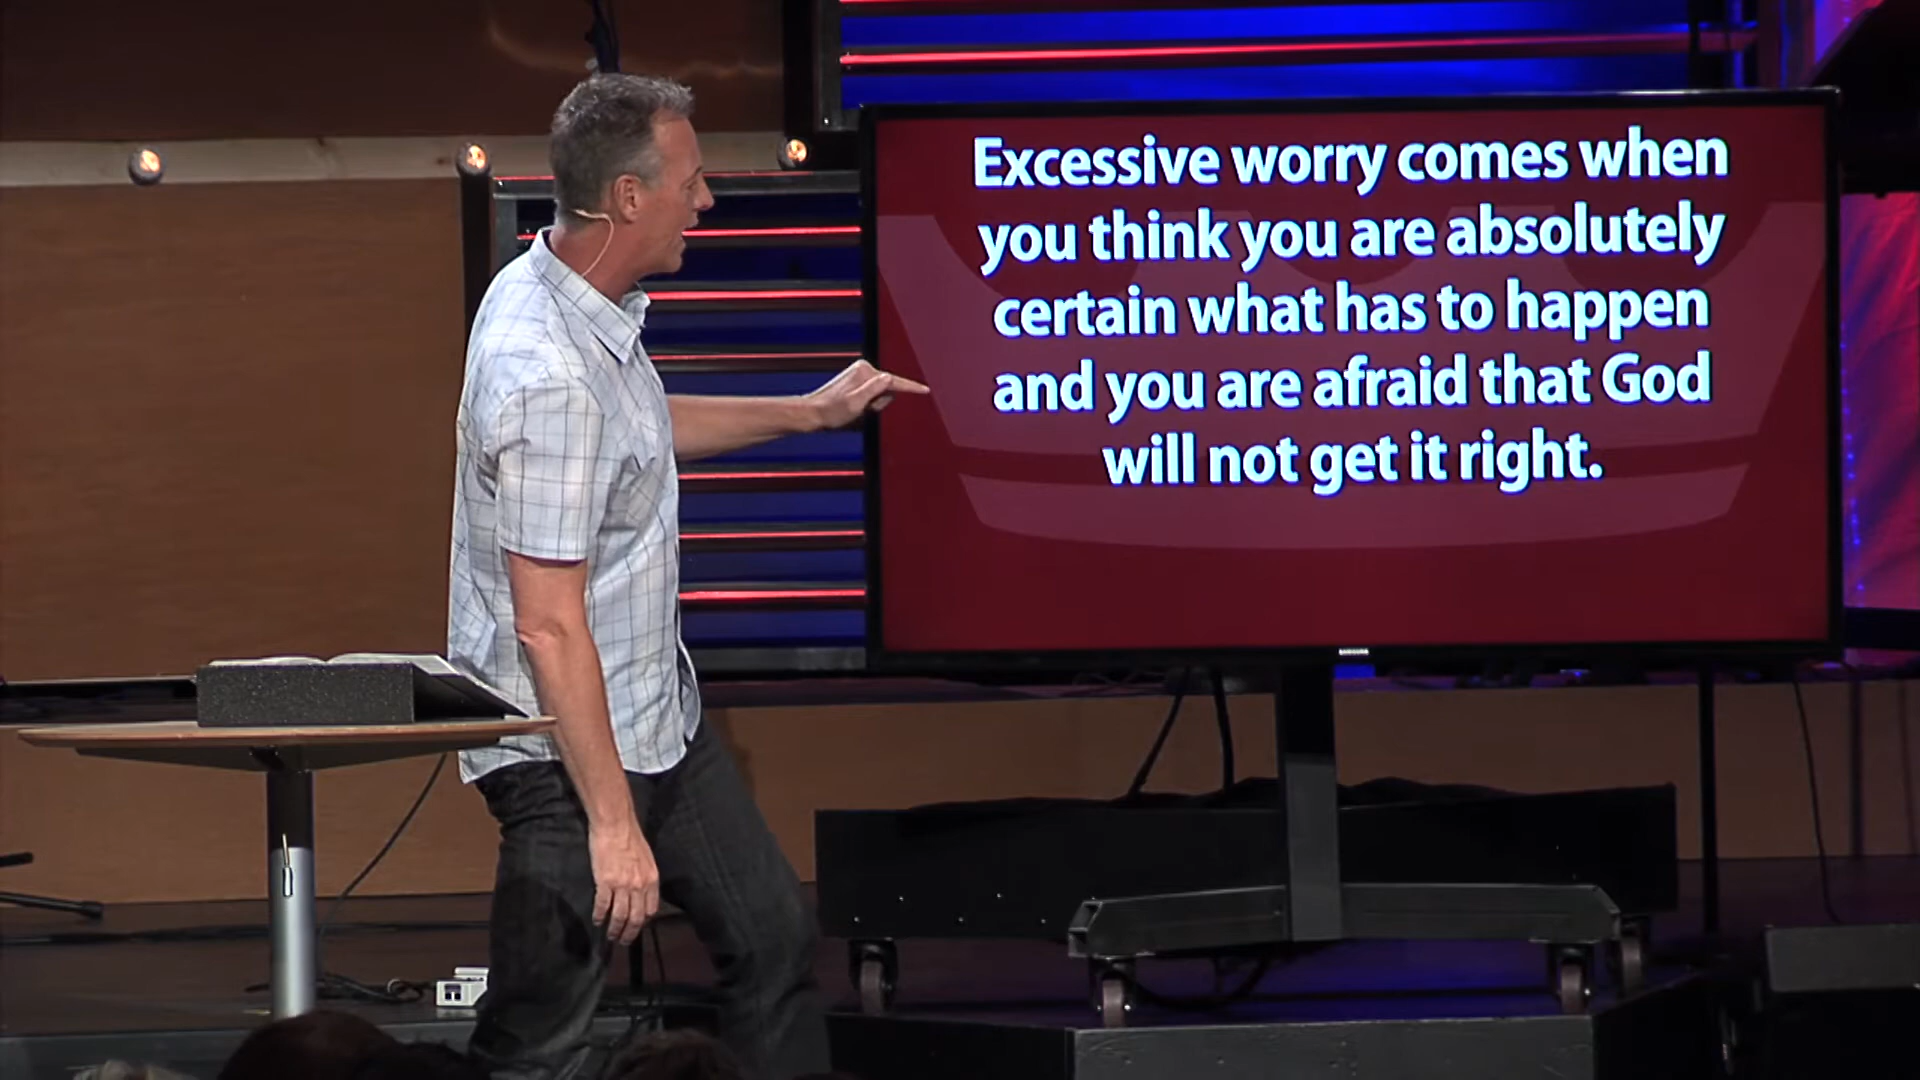 Excessive worry comes when
you think you are absolutely
certain what has to happen
and you are afraid that God
will not get it right.
SAMSUNG